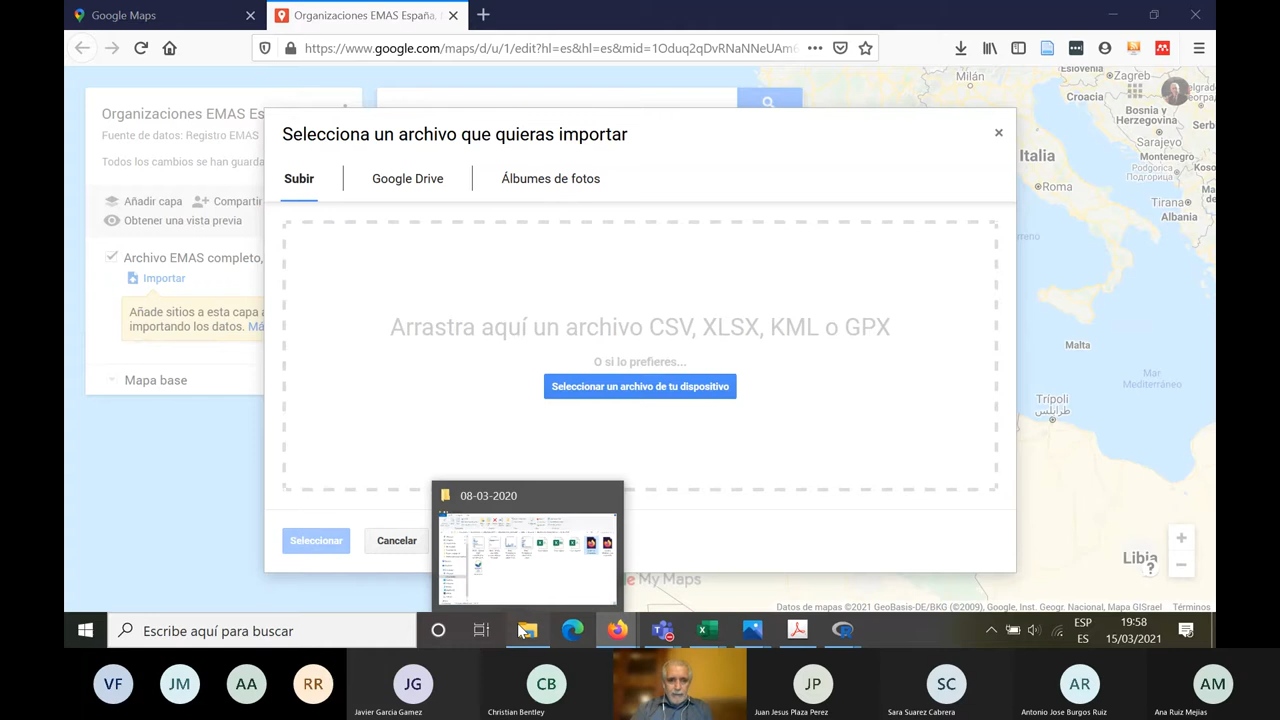 Google Maps
Organizaciones EMAS España,
https://www.google.com/maps/d/u/1/edit?hl=es&hl=es&mid=1Oduq2qDvRNaNNeUAm
Organizaciones EMAS Es
Fuente de datos: Registro EMAS
Todos los cambios se han guarda
Añadir capa
Compartir
Obtener una vista previa
Archivo EMAS completo,
Importar
Añade sitios a esta capa a
importando los datos. Má
Mapa base
Selecciona un archivo que quieras importar
Subir
Google Drive
Álbumes de fotos
Arrastra aquí un archivo CSV, XLSX, KML o GPX
O si lo prefieres...
Seleccionar un archivo de tu dispositivo
Seleccionar
Cancelar
08-03-2020
Milán
Eslovenia
Zagreb
Croacia
Belgrad
Bosnia y
Herzegovina
Serb
Montenegro
Подгорица
Podgorica
Italia
Roma
Tirana
Albania
rreno
Malta
Mar
Mediterráneo
Trípoli
طرابلس
Libia
le My Maps
Datos de mapas ©2021 GeoBasis-DE/BKG (©2009), Google, Inst. Geogr. Nacional, Mapa GISrael
Términos
Escribe aquí para buscar
ESP
ES
19:58
15/03/2021
VF
JM
AA
RR
JG
Javier Garcia Gamez
CB
Christian Bentley
JP
Juan Jesus Plaza Perez
SC
Sara Suarez Cabrera
AR
Antonio Jose Burgos Ruiz
AM
Ana Ruiz Mejias